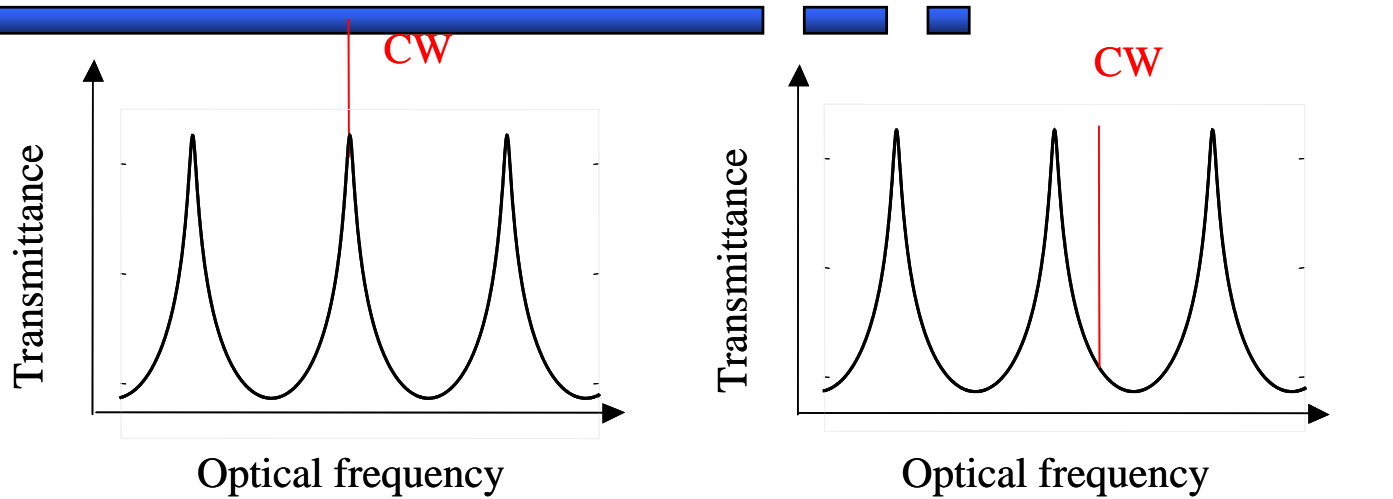 CW
CW
Transmittance
Transmittance
Optical frequency
Optical frequency